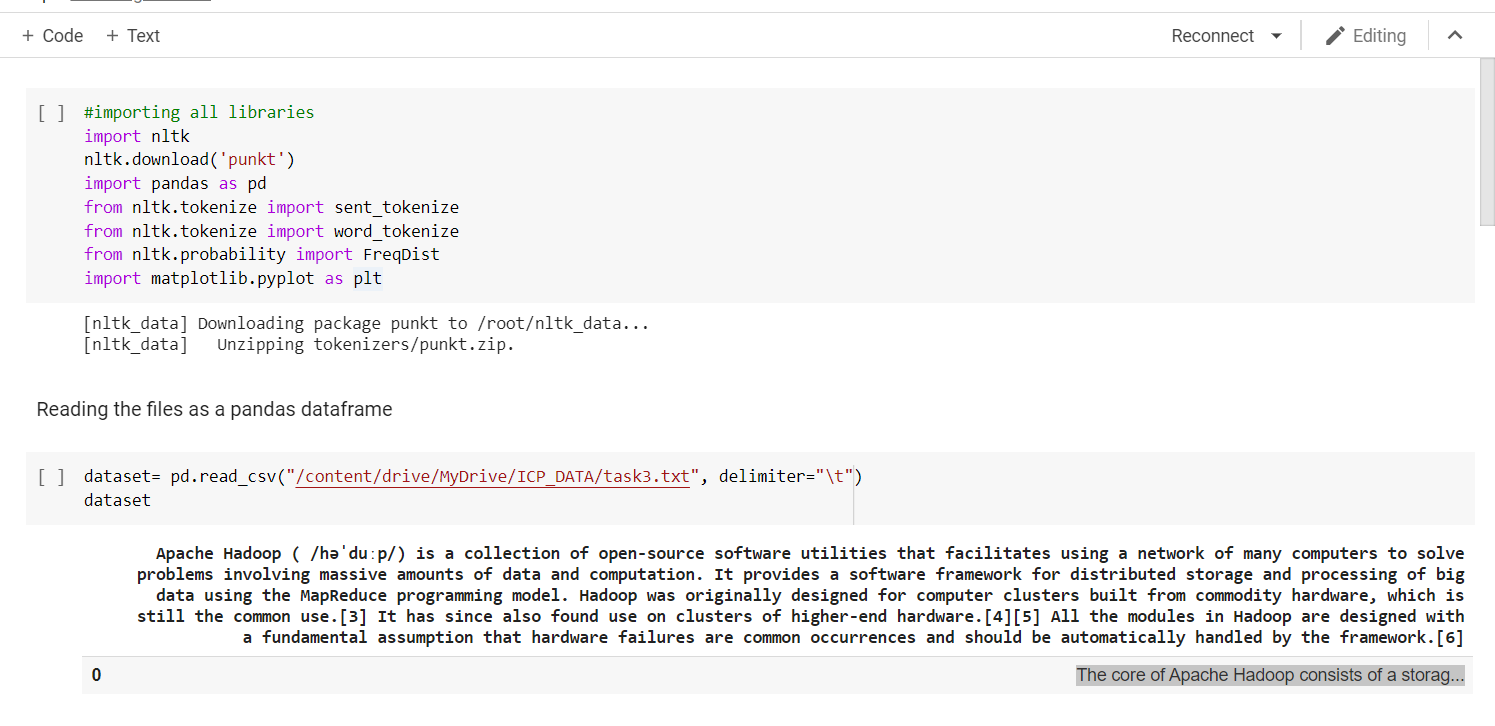 + Code + Text
Reconnect Editing
[ ] #importing all libraries
import nltk
nltk.download('punkt')
import pandas as pd
from nltk.tokenize import sent_tokenize
from nltk.tokenize import word_tokenize
from nltk.probability import FreqDist
import matplotlib.pyplot as plt
[nltk_data] Downloading package punkt to /root/nltk_data...
[nltk_data]   Unzipping tokenizers/punkt.zip.
Reading the files as a pandas dataframe
[ ] dataset= pd.read_csv("/content/drive/MyDrive/ICP_DATA/task3.txt", delimiter="\t")
dataset
Apache Hadoop ( /həˈduːp/) is a collection of open-source software utilities that facilitates using a network of many computers to solve
problems involving massive amounts of data and computation. It provides a software framework for distributed storage and processing of big
data using the MapReduce programming model. Hadoop was originally designed for computer clusters built from commodity hardware, which is
still the common use.[3] It has since also found use on clusters of higher-end hardware.[4][5] All the modules in Hadoop are designed with
a fundamental assumption that hardware failures are common occurrences and should be automatically handled by the framework.[6]
0 The core of Apache Hadoop consists of a storag...